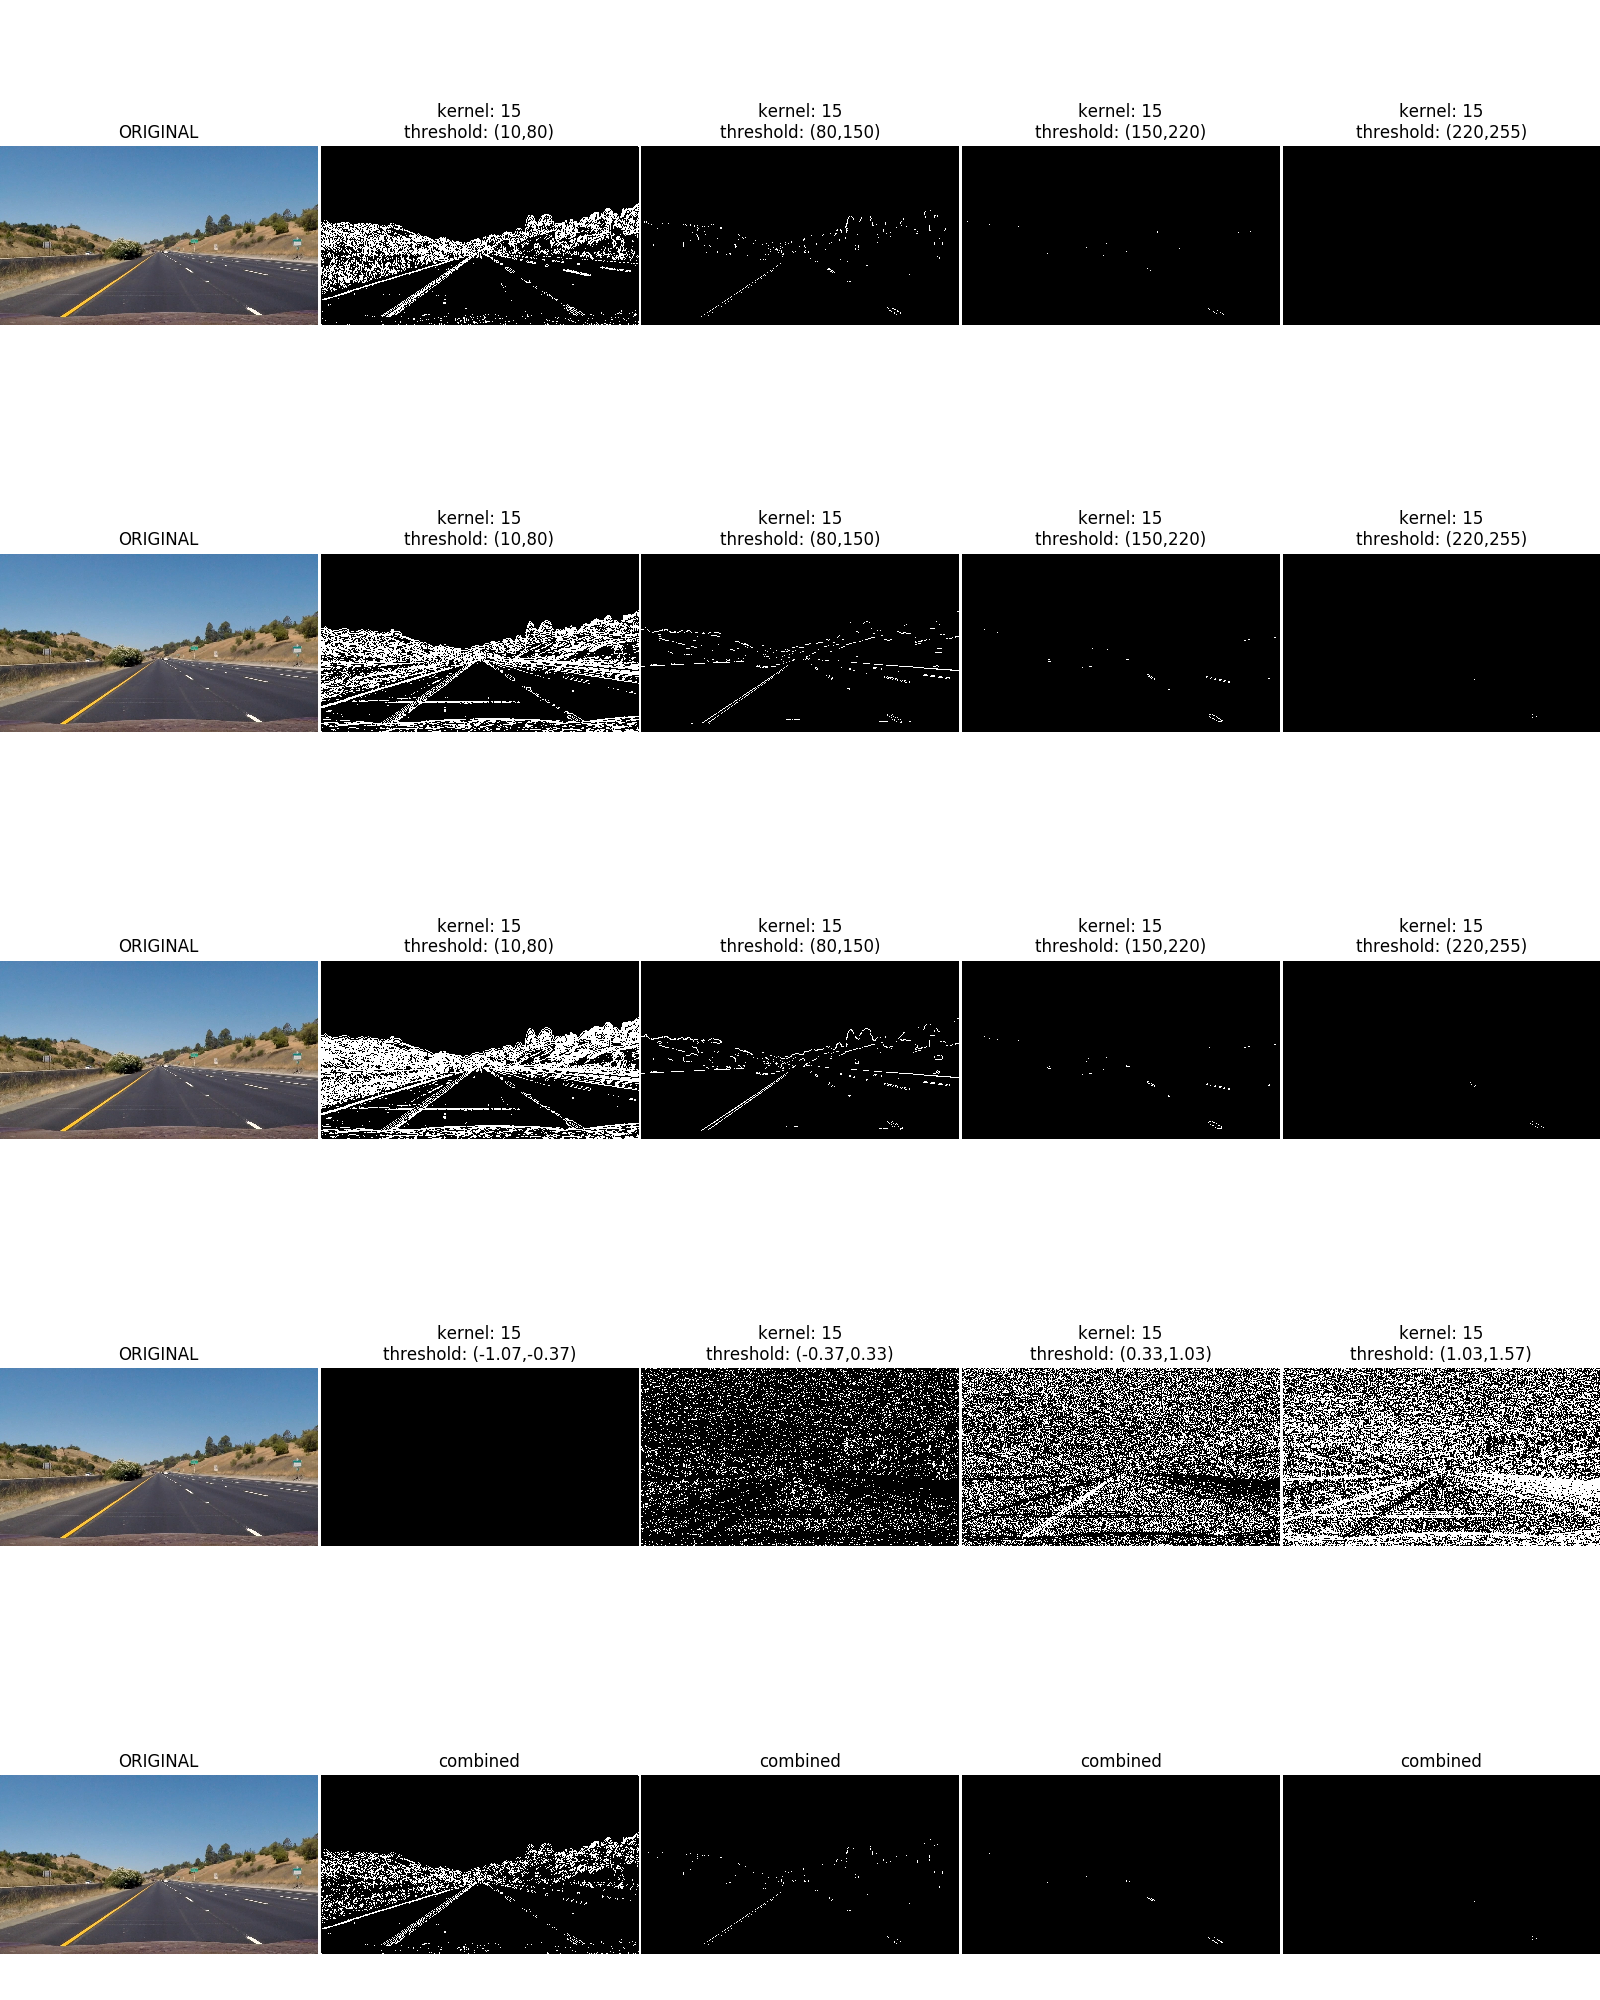 ORIGINAL
kernel: 15
threshold: (10,80)
kernel: 15
threshold: (80,150)
kernel: 15
threshold: (150,220)
kernel: 15
threshold: (220,255)
ORIGINAL
kernel: 15
threshold: (10,80)
kernel: 15
threshold: (80,150)
kernel: 15
threshold: (150,220)
kernel: 15
threshold: (220,255)
ORIGINAL
kernel: 15
threshold: (10,80)
kernel: 15
threshold: (80,150)
kernel: 15
threshold: (150,220)
kernel: 15
threshold: (220,255)
ORIGINAL
kernel: 15
threshold: (-1.07,-0.37)
kernel: 15
threshold: (-0.37,0.33)
kernel: 15
threshold: (0.33,1.03)
kernel: 15
threshold: (1.03,1.57)
ORIGINAL
combined
combined
combined
combined